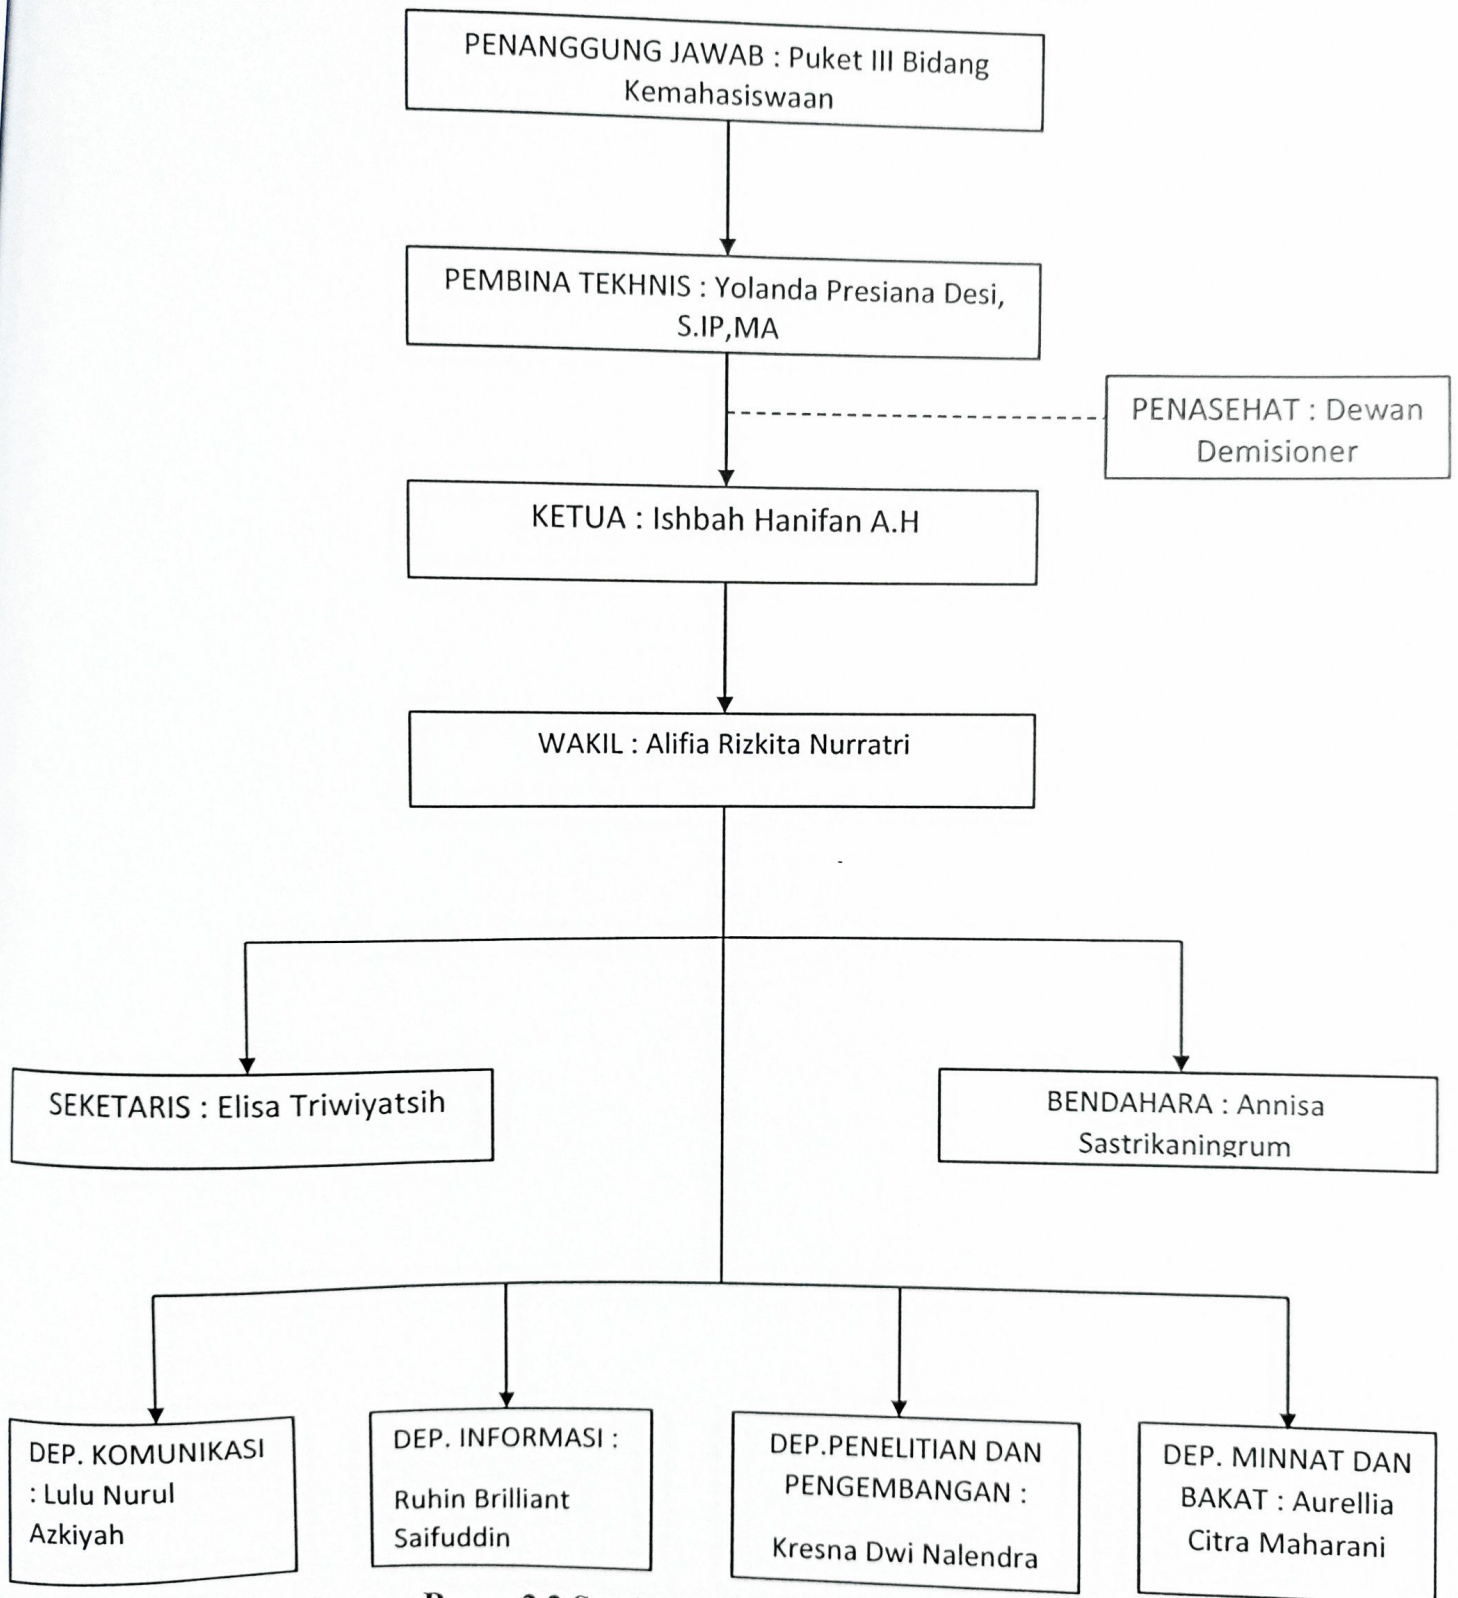 PENANGGUNG JAWAB : Puket III Bidang
Kemahasiswaan
PEMBINA TEKHNIS : Yolanda Presiana Desi,
S.IP,MA
PENASEHAT : Dewan
Demisioner
KETUA : Ishbah Hanifan A.H
WAKIL : Alifia Rizkita Nurratri
SEKETARIS : Elisa Triwiyatsih
BENDAHARA : Annisa
Sastrikaningrum
DEP. KOMUNIKASI
: Lulu Nurul
Azkiyah
DEP. INFORMASI :
Ruhin Brilliant
Saifuddin
DEP.PENELITIAN DAN
PENGEMBANGAN :
Kresna Dwi Nalendra
DEP. MINNAT DAN
BAKAT : Aurellia
Citra Maharani